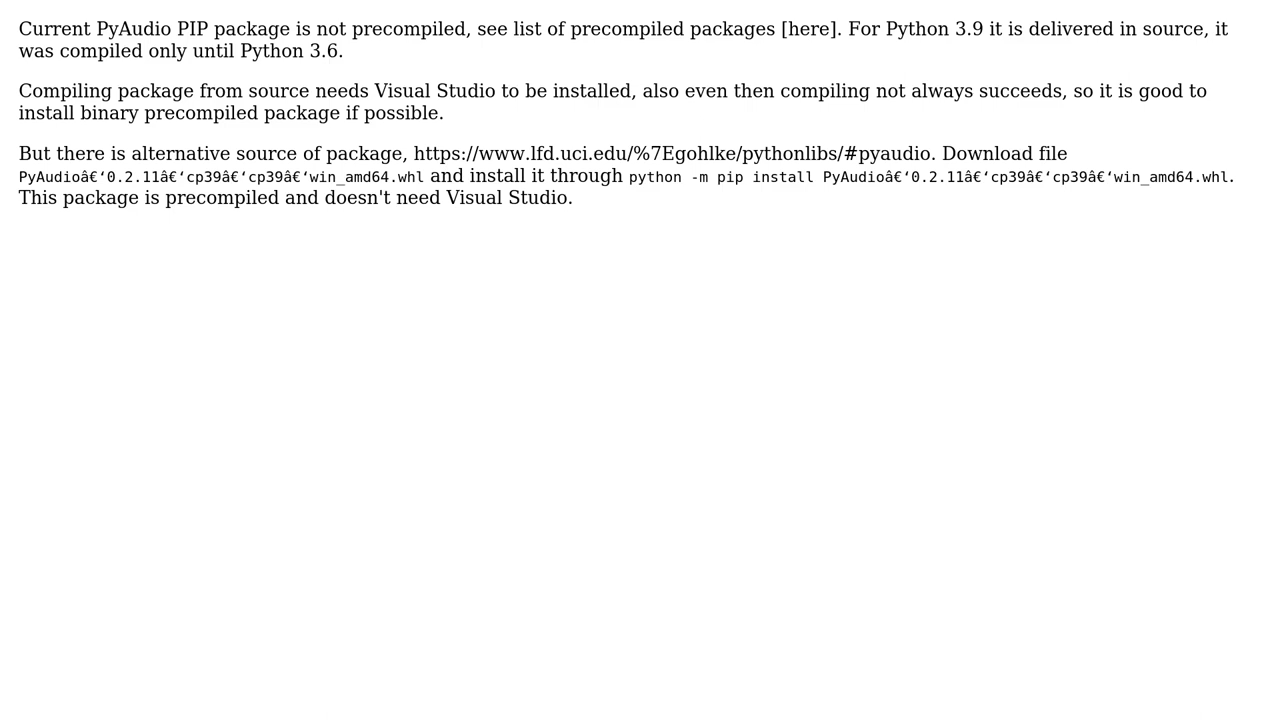 Current PyAudio PIP package is not precompiled, see list of precompiled packages [here]. For Python 3.9 it is delivered in source, it
was compiled only until Python 3.6.
Compiling package from source needs Visual Studio to be installed, also even then compiling not always succeeds, so it is good to
install binary precompiled package if possible.
But there is alternative source of package, https://www.lfd.uci.edu/%7Egohlke/pythonlibs/#pyaudio. Download file
PyAudioâ€‘0.2.11â€‘cp39â€‘cp39â€‘win_amd64.whl and install it through python -m pip install PyAudioâ€‘0.2.11â€‘cp39â€‘cp39â€‘win_amd64.whl.
This package is precompiled and doesn't need Visual Studio.